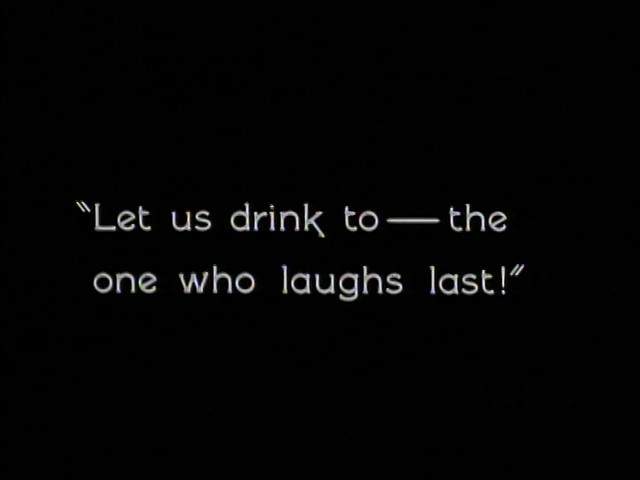 "Let us drink to — the
one who laughs last!"